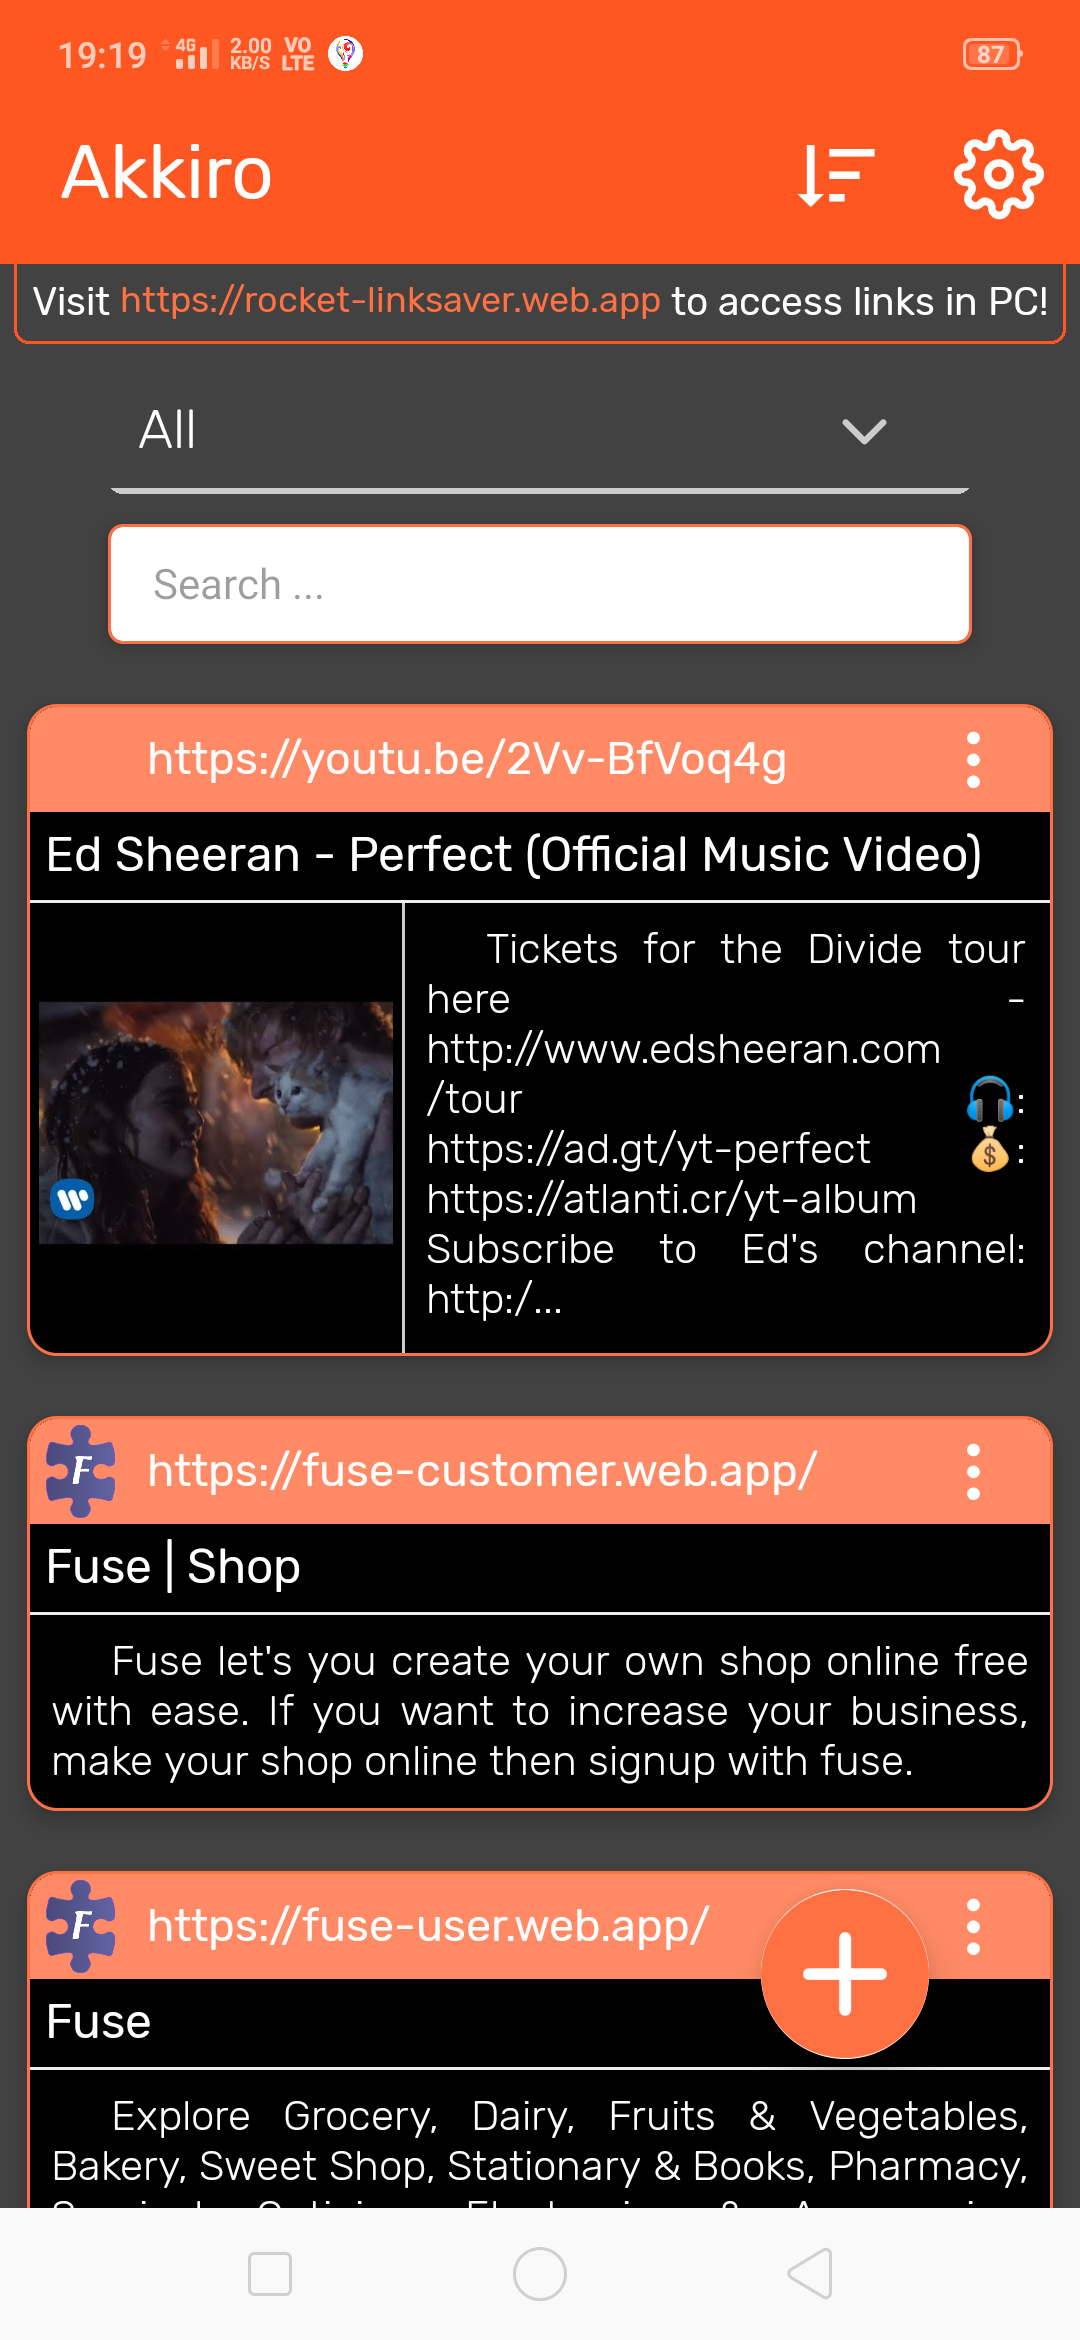 19:19 4G 2.00 KB/S VO LTE 87
Akkiro
Visit https://rocket-linksaver.web.app to access links in PC!
All
Search ...
https://youtu.be/2Vv-BfVoq4g
Ed Sheeran - Perfect (Official Music Video)
Tickets for the Divide tour
here -
http://www.edsheeran.com
/tour 🎧:
https://ad.gt/yt-perfect 💰:
https://atlanti.cr/yt-album
Subscribe to Ed's channel:
http:/...
F https://fuse-customer.web.app/
Fuse | Shop
Fuse let's you create your own shop online free
with ease. If you want to increase your business,
make your shop online then signup with fuse.
F https://fuse-user.web.app/
Fuse
Explore Grocery, Dairy, Fruits & Vegetables,
Bakery, Sweet Shop, Stationary & Books, Pharmacy,